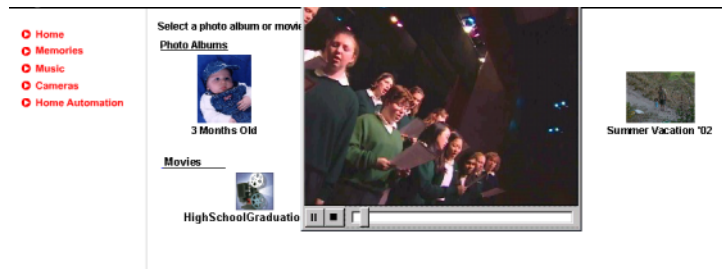 Home
Memories
Music
Cameras
Home Automation
Select a photo album or movie
Photo Albums
3 Months Old
Summer Vacation '02
Movies
HighSchoolGraduatio